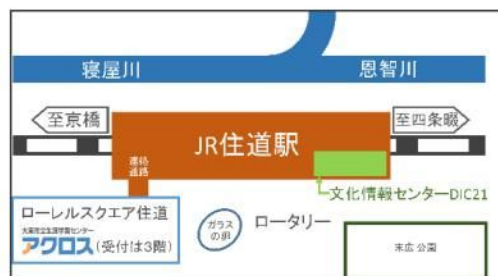 寝屋川
恩智川
至京橋
JR住道駅
至四条畷
連絡
通路
文化情報センターDIC21
ローレルスクエア住道
大東市立生涯学習センター
アクロス(受付は3階)
ガラス
の卵
ロータリー
末広公園